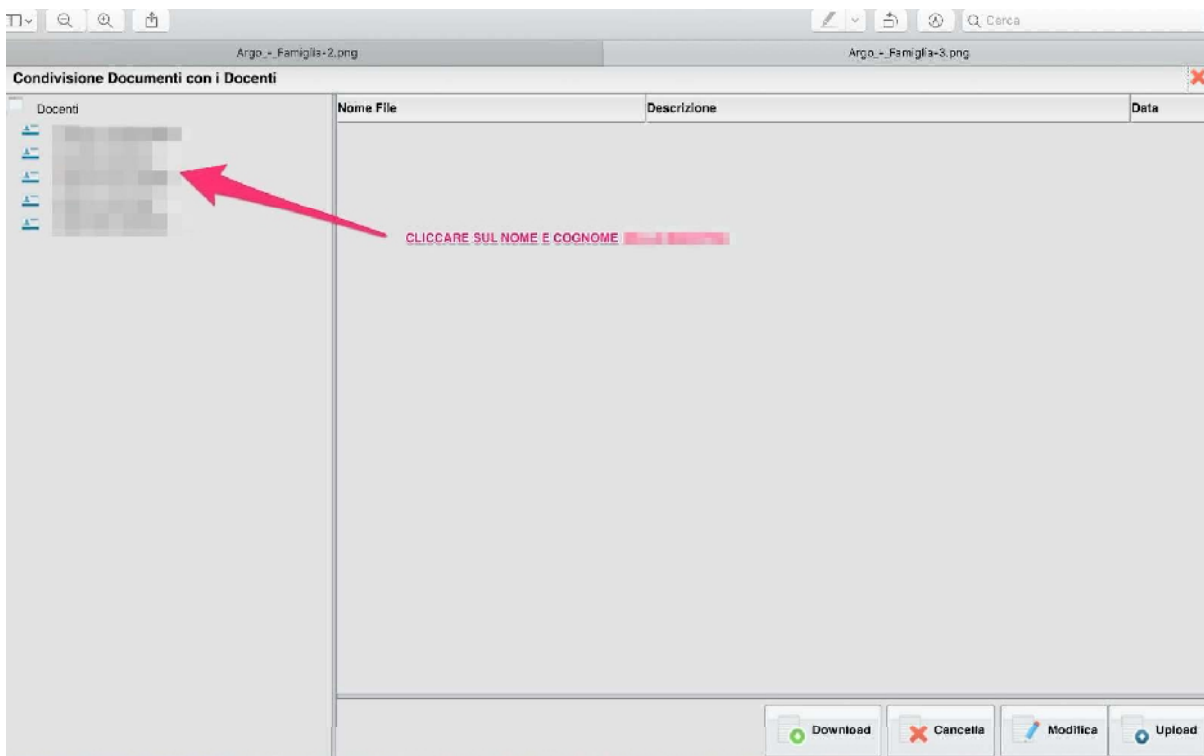 Cerca
Argo_-_Famiglia-2.png
Argo_-_Famiglia-3.png
Condivisione Documenti con i Docenti
Docenti
Nome File
Descrizione
Data
CLICCARE SUL NOME E COGNOME
Download
Cancella
Modifica
Upload